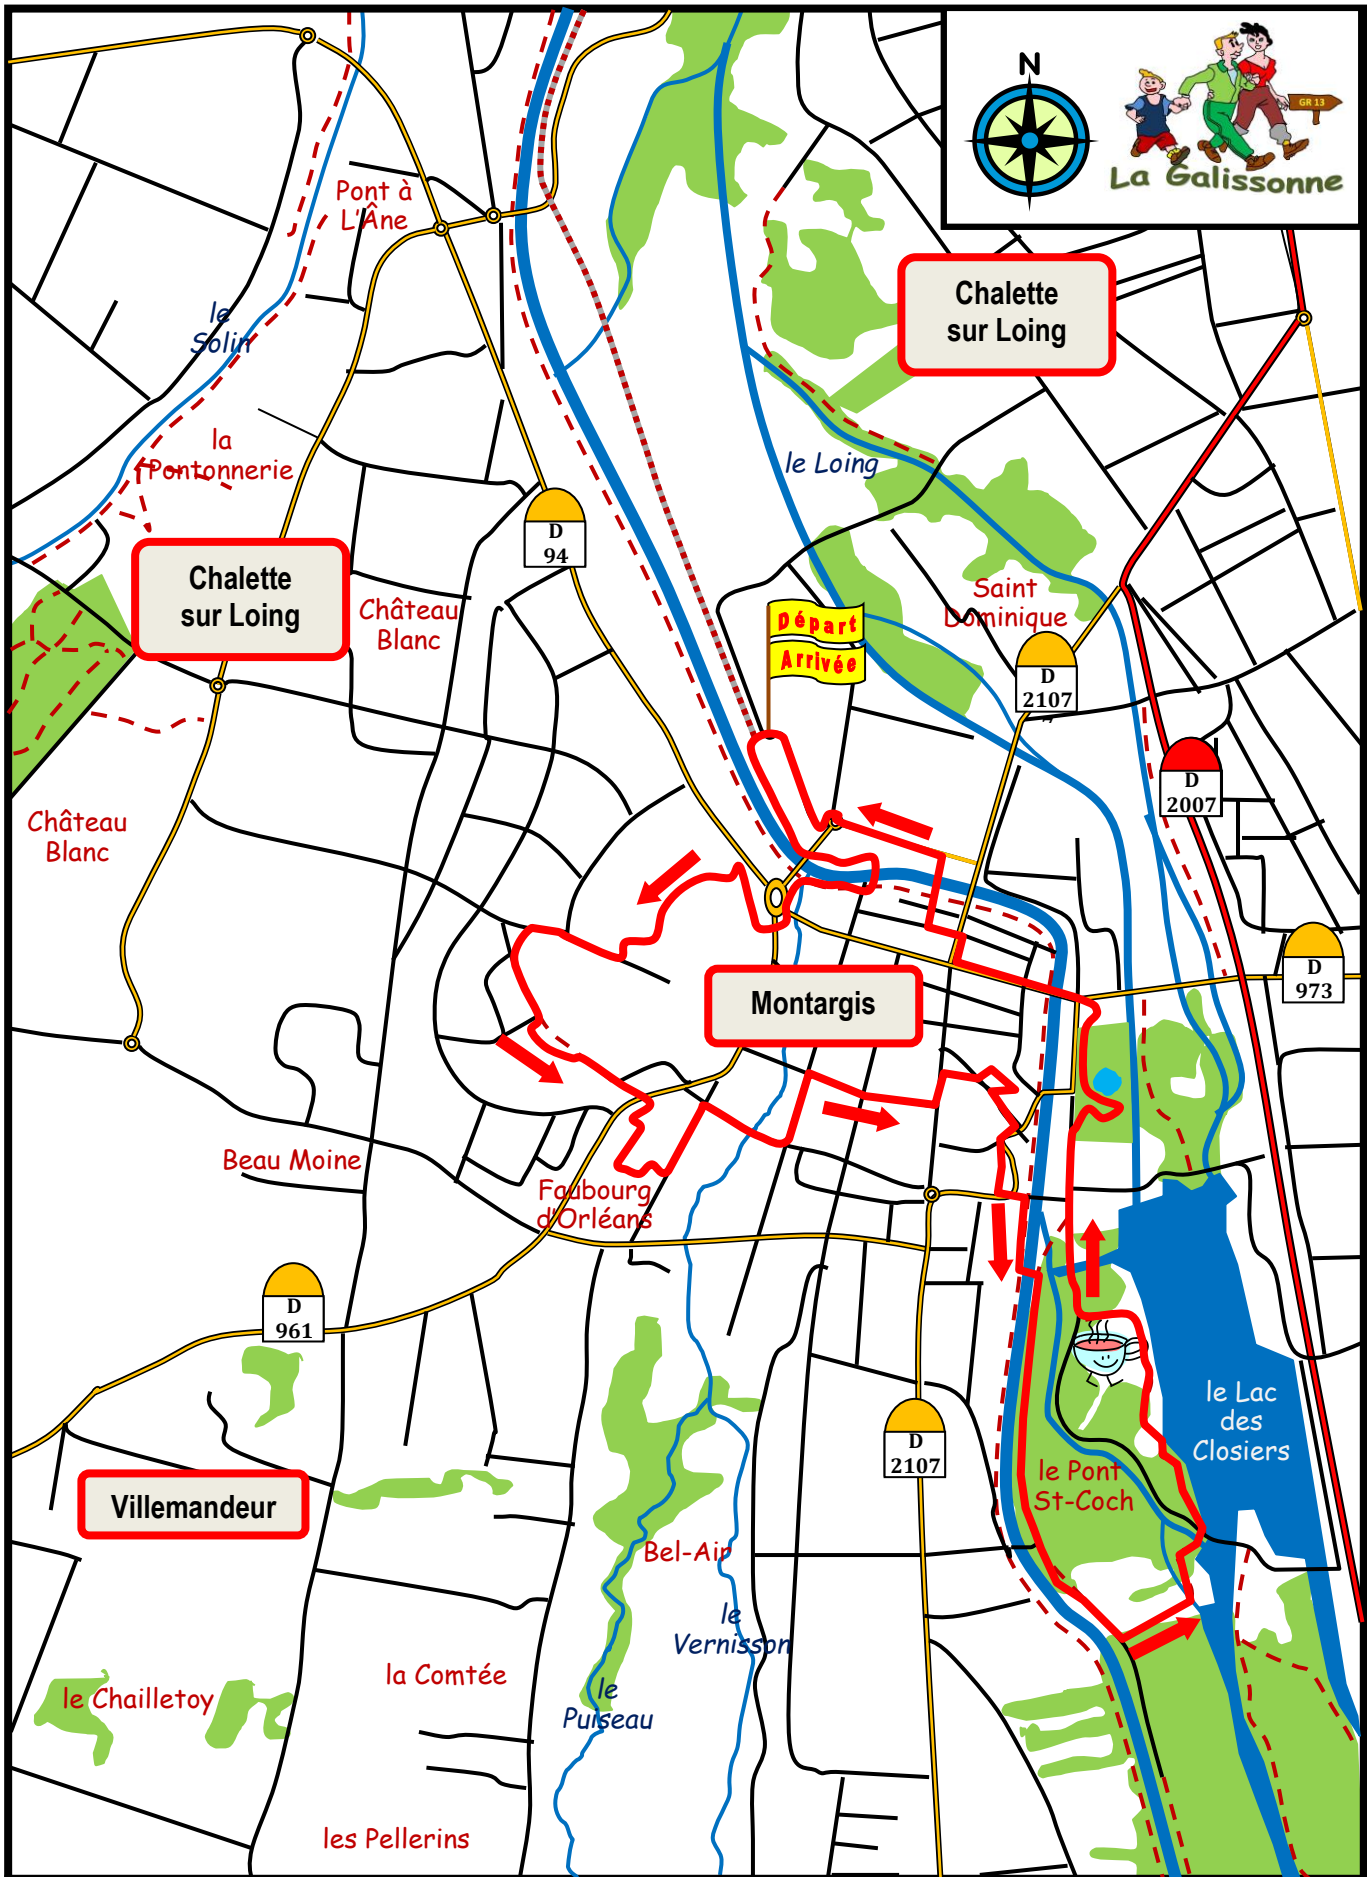 N
GR 13
La Galissonne
Pont à
L'Âne
Chalette
sur Loing
le
Solin
la
Pontonnerie
le Loing
D
94
Chalette
sur Loing
Château
Blanc
Saint
Dominique
Départ
Arrivée
D
2107
D
2007
Château
Blanc
D
973
Montargis
Beau Moine
Faubourg
d'Orléans
D
961
le Lac
des
Closiers
D
2107
le Pont
St-Coch
Villemandeur
Bel-Air
le
Vernisson
la Comtée
le Chailletoy
le
Puiseau
les Pellerins